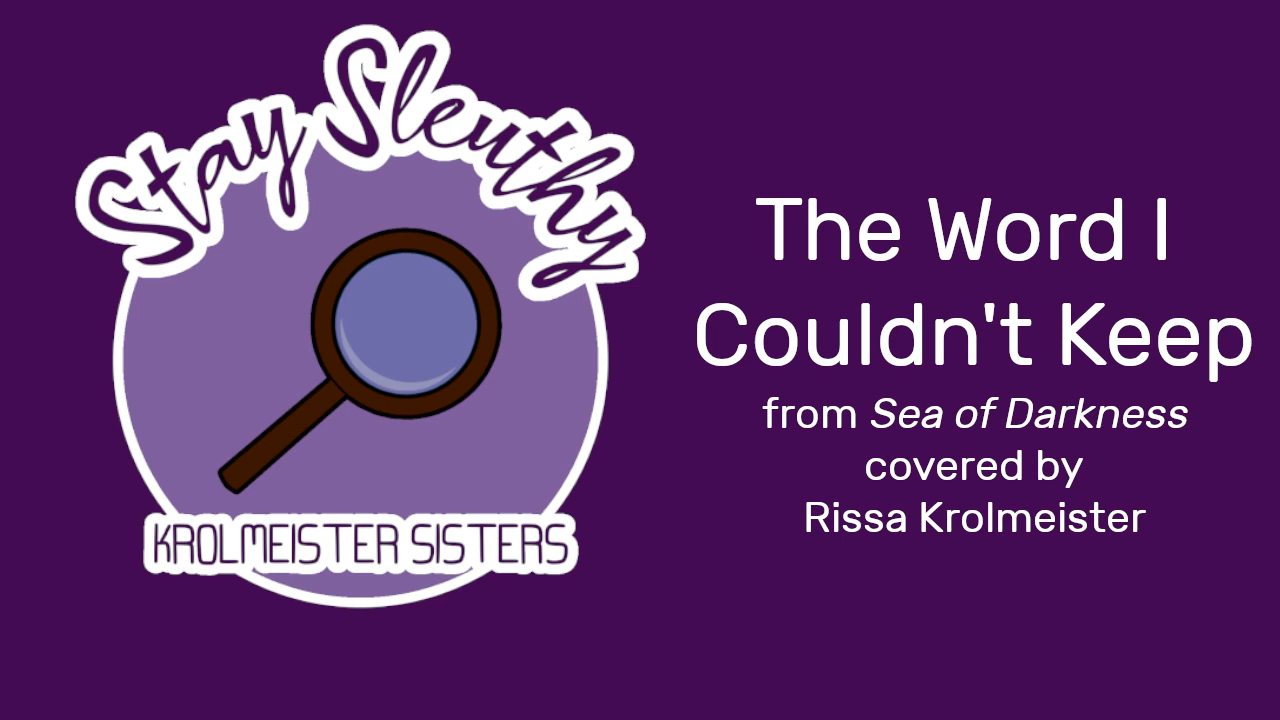 Stay Sleuthy
KROLMEISTER SISTERS
The Word I
Couldn't Keep
from Sea of Darkness
covered by
Rissa Krolmeister